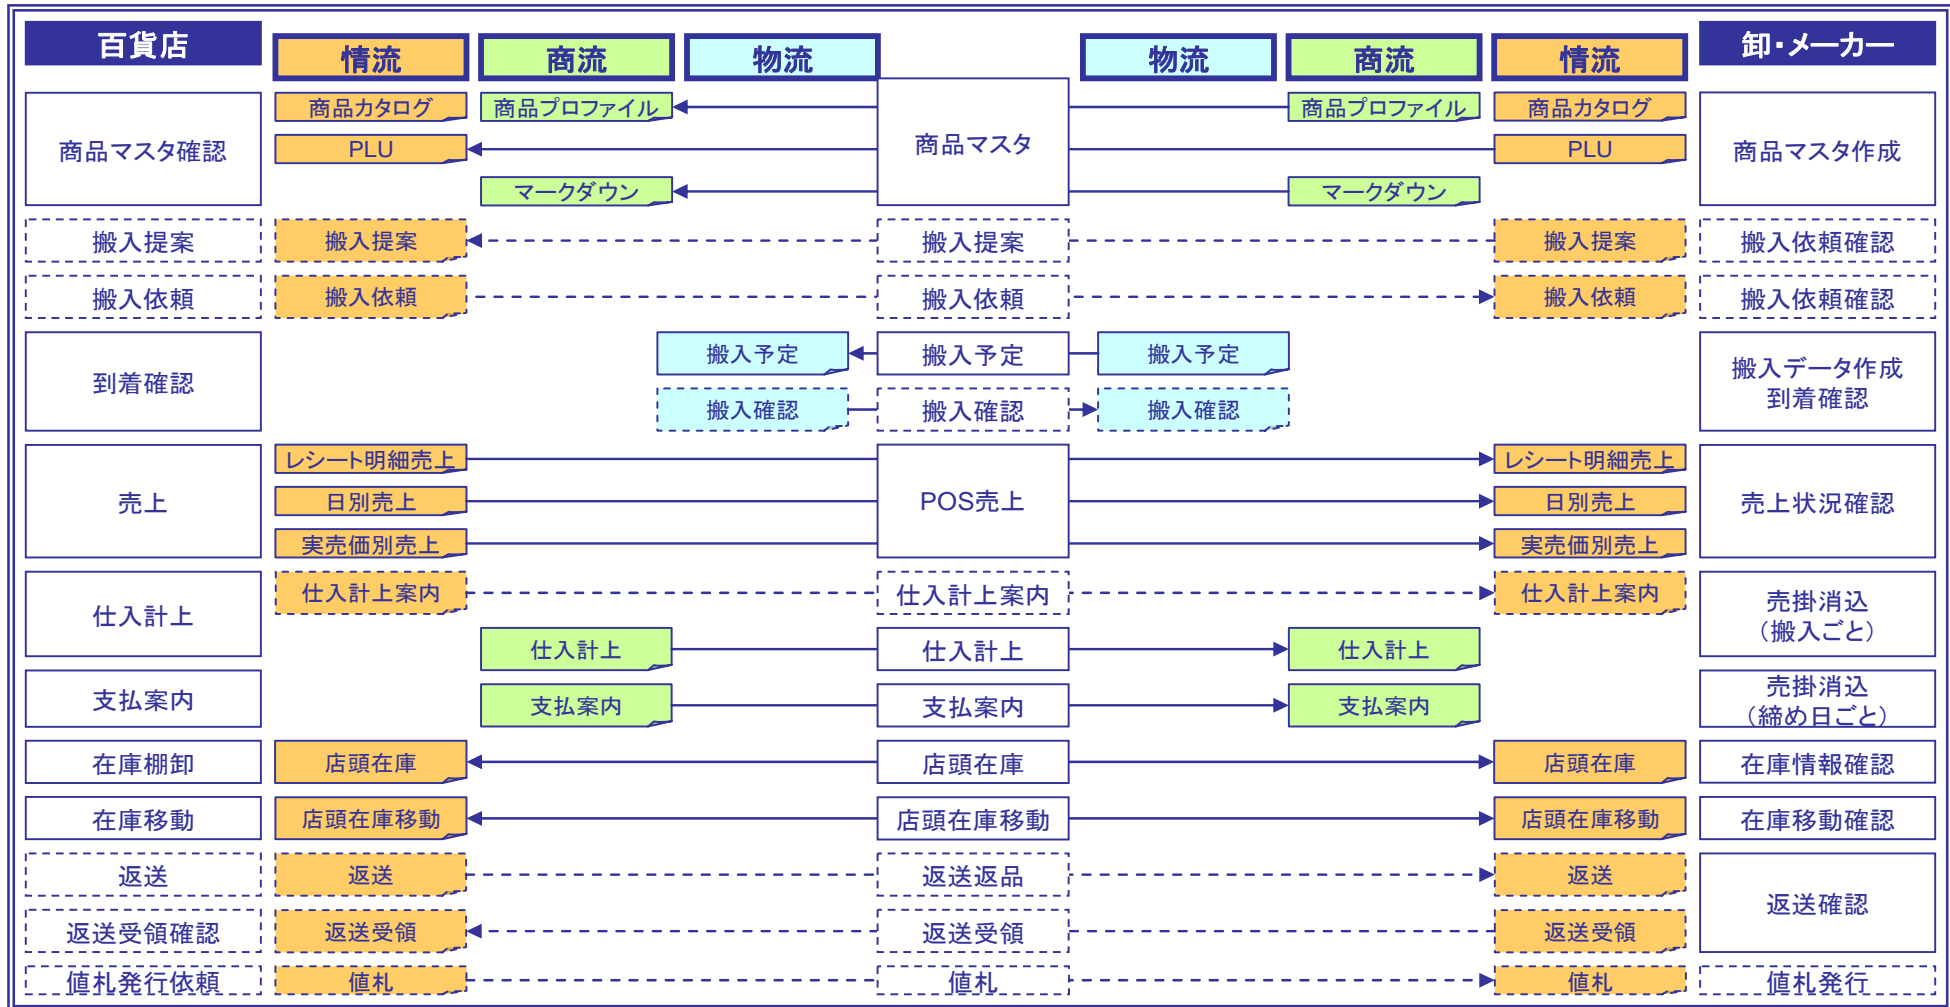 百貨店
情流
商流
物流
物流
商流
情流
卸・メーカー
商品マスタ確認
商品カタログ
商品プロファイル
商品マスタ
商品プロファイル
商品カタログ
商品マスタ作成
PLU
PLU
マークダウン
マークダウン
搬入提案
搬入提案
搬入提案
搬入提案
搬入依頼確認
搬入依頼
搬入依頼
搬入依頼
搬入依頼
搬入依頼確認
到着確認
搬入予定
搬入予定
搬入予定
搬入データ作成
到着確認
搬入確認
搬入確認
搬入確認
売上
レシート明細売上
POS売上
レシート明細売上
売上状況確認
日別売上
日別売上
実売価別売上
実売価別売上
仕入計上
仕入計上案内
仕入計上案内
仕入計上案内
売掛消込
（搬入ごと）
仕入計上
仕入計上
仕入計上
支払案内
支払案内
支払案内
支払案内
売掛消込
（締め日ごと）
在庫棚卸
店頭在庫
店頭在庫
店頭在庫
在庫情報確認
在庫移動
店頭在庫移動
店頭在庫移動
店頭在庫移動
在庫移動確認
返送
返送
返送返品
返送
返送確認
返送受領確認
返送受領
返送受領
返送受領
値札発行依頼
値札
値札
値札
値札発行